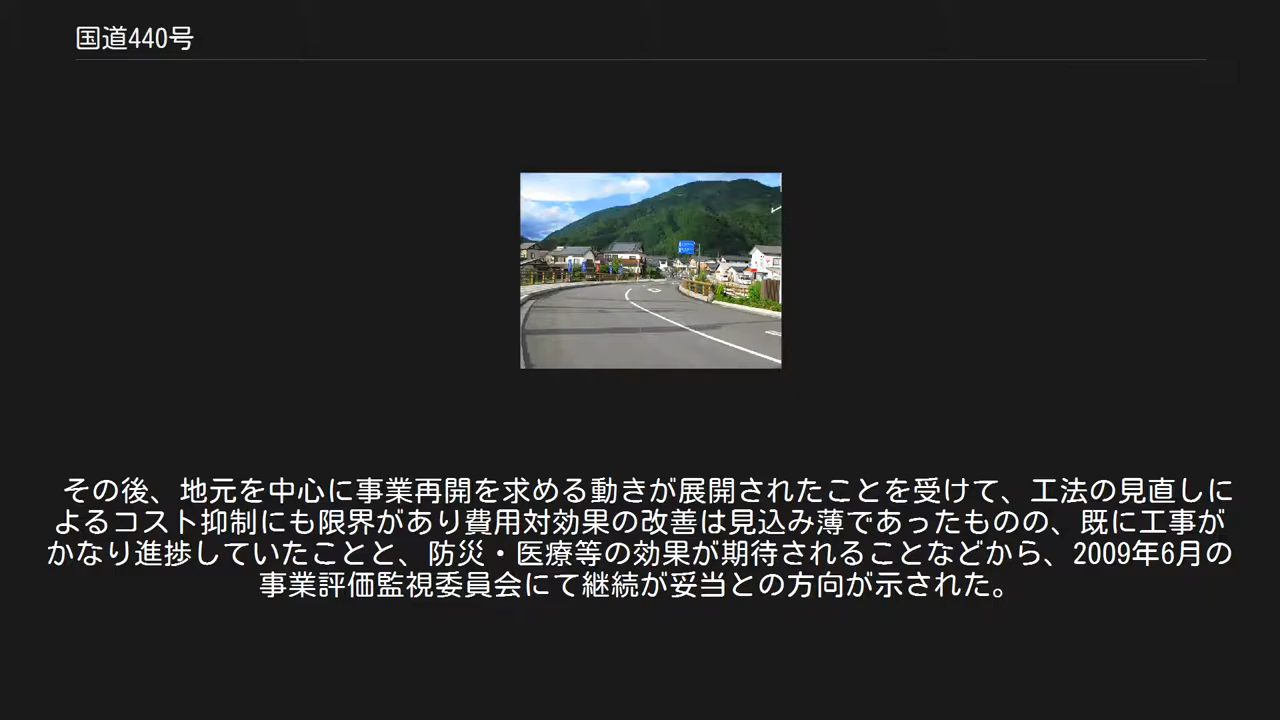 国道440号
その後、地元を中心に事業再開を求める動きが展開されたことを受けて、工法の見直しに
よるコスト抑制にも限界があり費用対効果の改善は見込み薄であったものの、既に工事が
かなり進捗していたことと、防災・医療等の効果が期待されることなどから、2009年6月の
事業評価監視委員会にて継続が妥当との方向が示された。